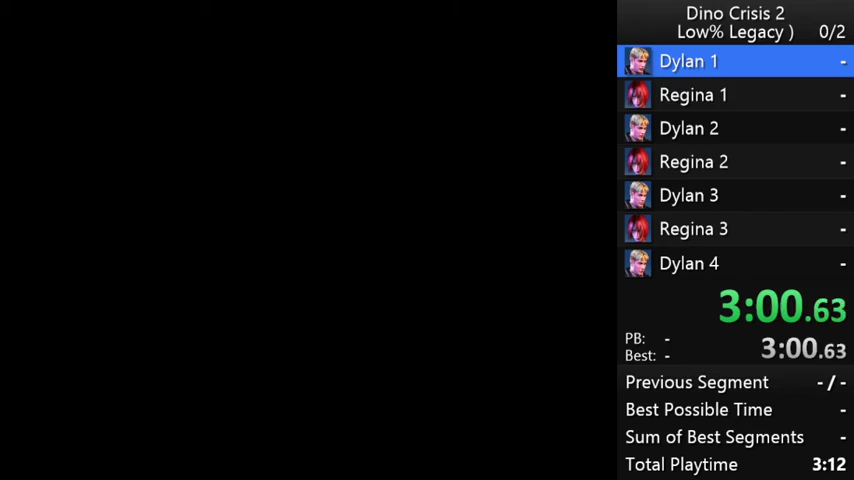 Dino Crisis 2
Low% Legacy ) 0/2
Dylan 1 -
Regina 1 -
Dylan 2 -
Regina 2 -
Dylan 3 -
Regina 3 -
Dylan 4 -
3:00.63
PB: -
Best: - 3:00.63
Previous Segment - / -
Best Possible Time -
Sum of Best Segments -
Total Playtime 3:12